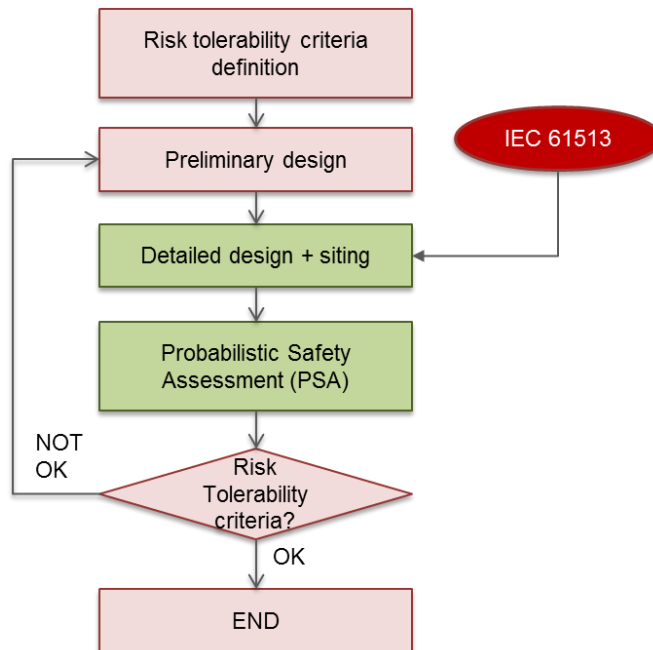 Risk tolerability criteria
definition
Preliminary design
IEC 61513
Detailed design + siting
Probabilistic Safety
Assessment (PSA)
NOT
OK
Risk
Tolerability
criteria?
OK
END